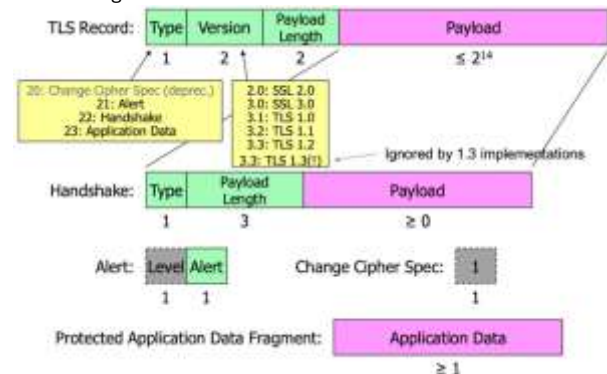 TLS Record: Type Version Payload Length Payload
1 2 2 ≤ 2¹⁴
20: Change Cipher Spec (deprec.)
21: Alert
22: Handshake
23: Application Data
2.0: SSL 2.0
3.0: SSL 3.0
3.1: TLS 1.0
3.2: TLS 1.1
3.3: TLS 1.2
3.3: TLS 1.3(!)
Ignored by 1.3 implementations
Handshake: Type Payload Length Payload
1 3 ≥ 0
Alert: Level Alert Change Cipher Spec: 1
1 1 1
Protected Application Data Fragment: Application Data
≥ 1